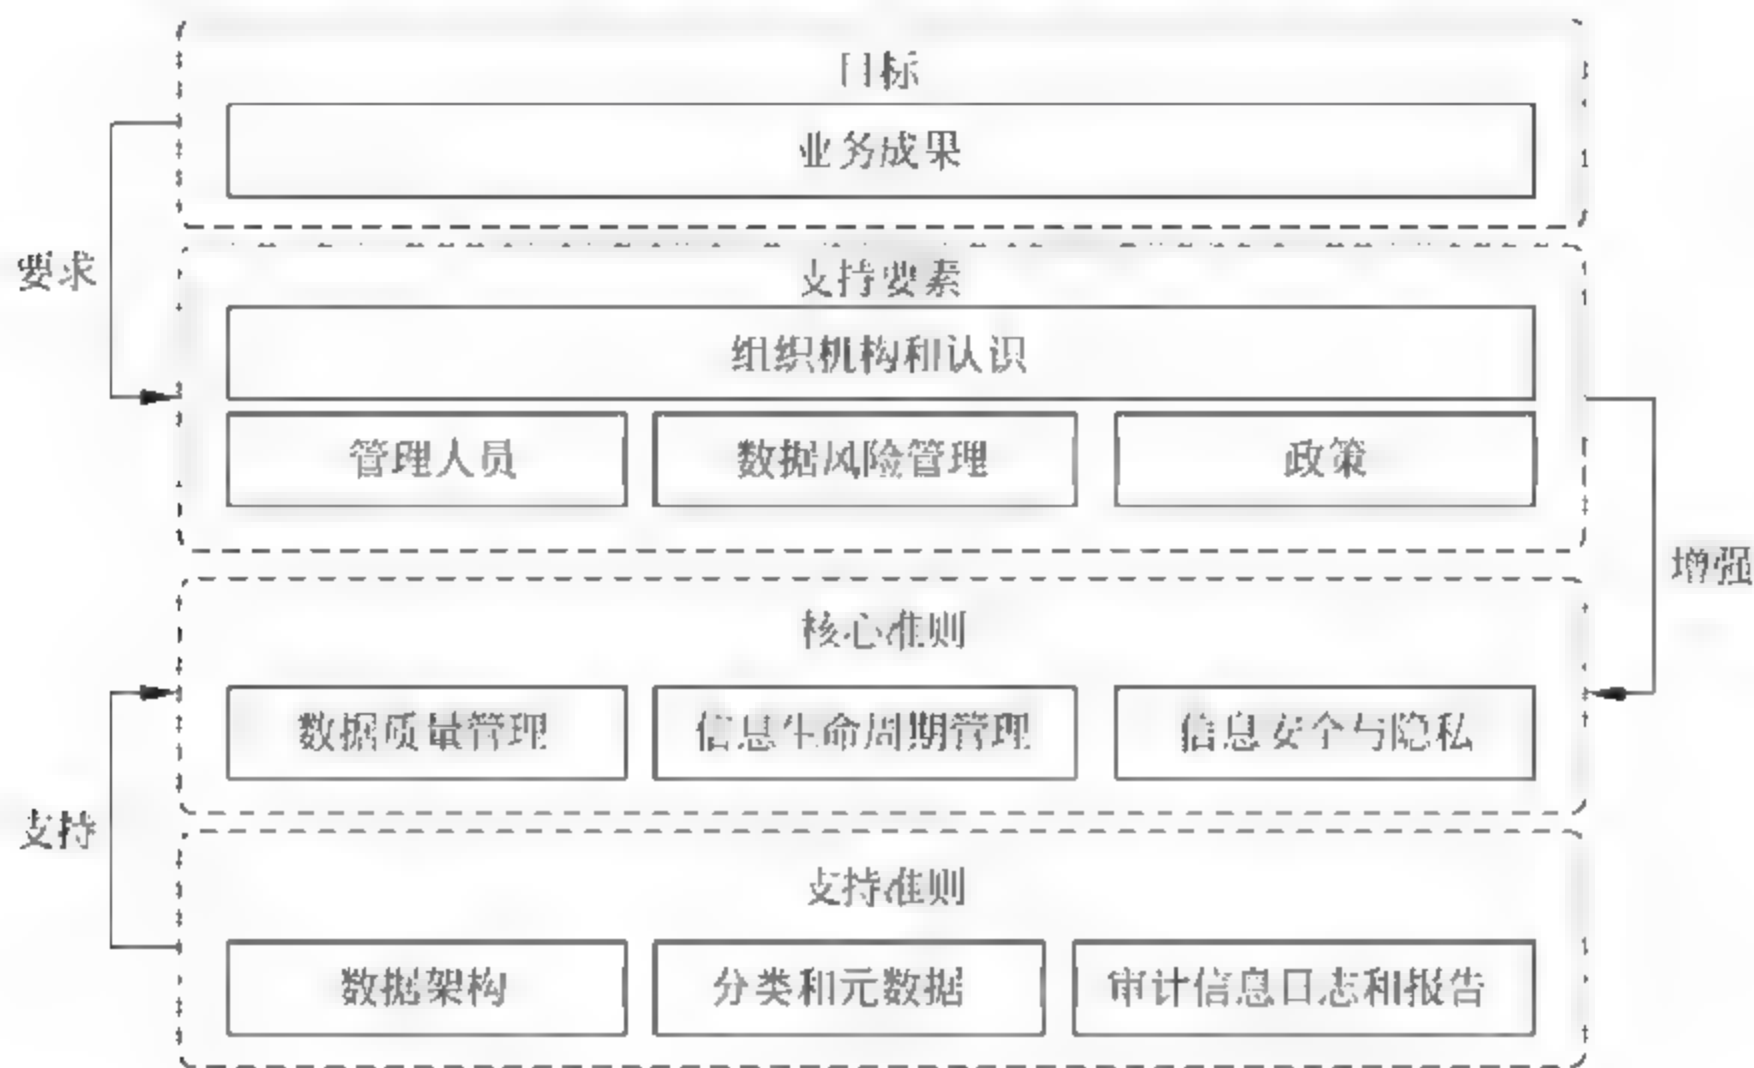 目标
业务成果
要求
支持要素
组织机构和认识
管理人员
数据风险管理
政策
增强
核心准则
数据质量管理
信息生命周期管理
信息安全与隐私
支持
支持准则
数据架构
分类和元数据
审计信息日志和报告